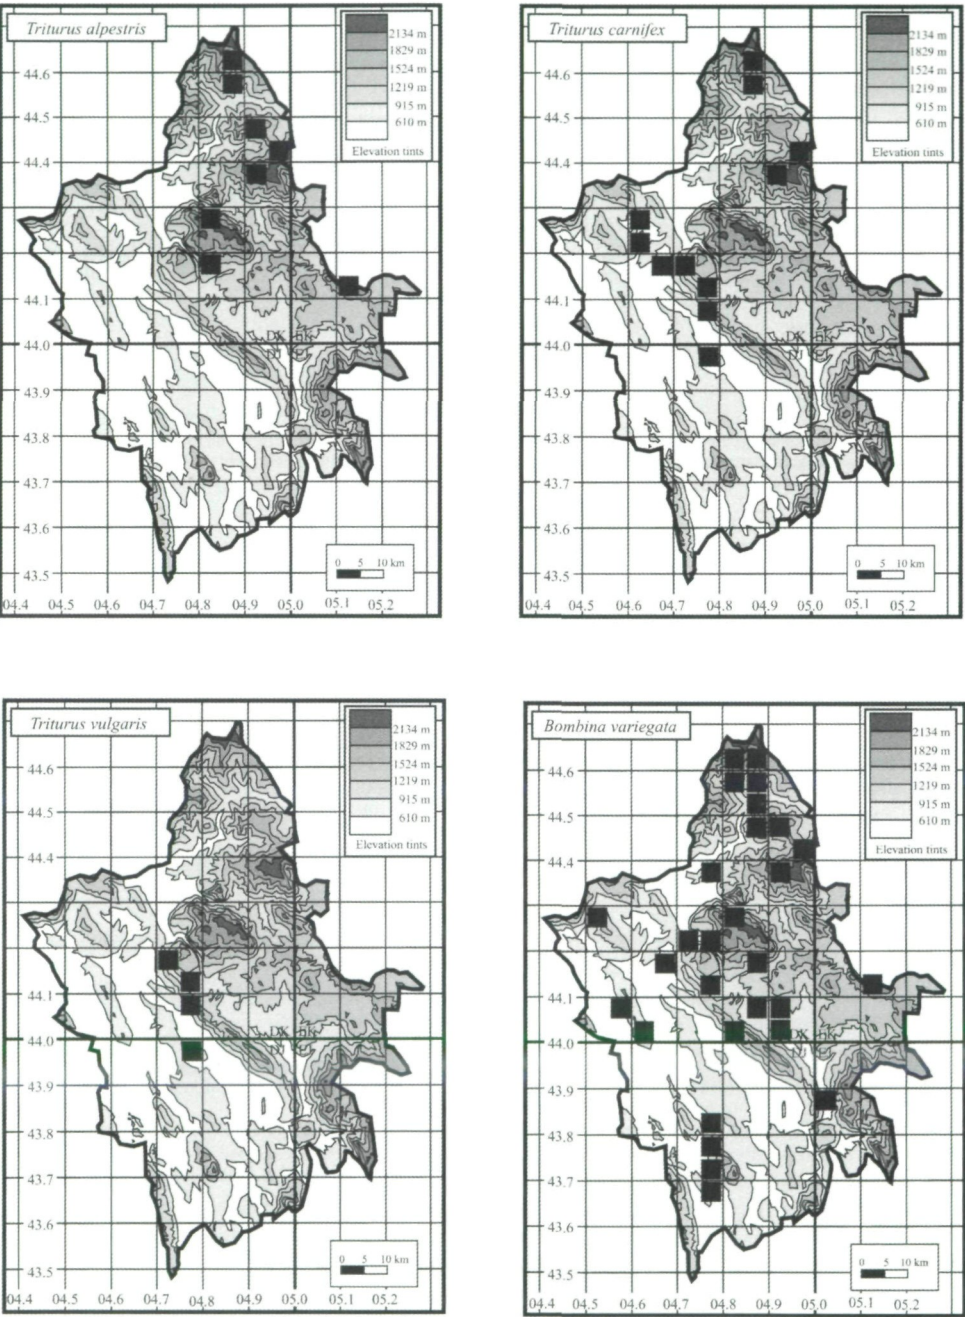 Triturus alpestris
2134 m
1829 m
1524 m
1219 m
915 m
610 m
Elevation tints
44.6
44.5
44.4
44.1
44.0
43.9
43.8
43.7
43.6
43.5
0 5 10 km
04.4 04.5 04.6 04.7 04.8 04.9 05.0 05.1 05.2
Triturus carnifex
2134 m
1829 m
1524 m
1219 m
915 m
610 m
Elevation tints
44.6
44.5
44.4
44.1
44.0
43.9
43.8
43.7
43.6
43.5
0 5 10 km
04.4 04.5 04.6 04.7 04.8 04.9 05.0 05.1 05.2
Triturus vulgaris
2134 m
1829 m
1524 m
1219 m
915 m
610 m
Elevation tints
44.6
44.5
44.4
44.1
44.0
43.9
43.8
43.7
43.6
43.5
0 5 10 km
04.4 04.5 04.6 04.7 04.8 04.9 05.0 05.1 05.2
Bombina variegata
2134 m
1829 m
1524 m
1219 m
915 m
610 m
Elevation tints
44.6
44.5
44.4
44.1
44.0
43.9
43.8
43.7
43.6
43.5
0 5 10 km
04.4 04.5 04.6 04.7 04.8 04.9 05.0 05.1 05.2